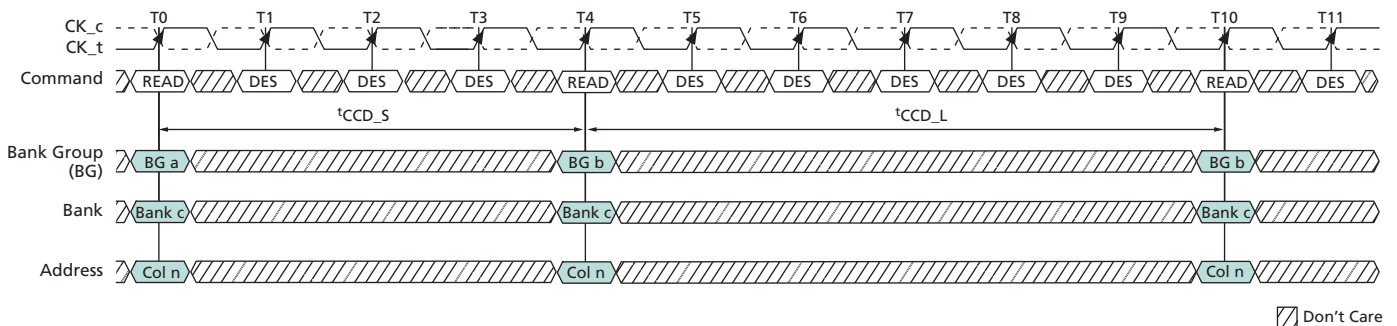 T0 T1 T2 T3 T4 T5 T6 T7 T8 T9 T10 T11
CK_c
CK_t
Command READ DES DES DES READ DES DES DES DES DES READ DES
tCCD_S tCCD_L
Bank Group
(BG)
BG a BG b BG b
Bank Bank c Bank c Bank c
Address Col n Col n Col n
Don't Care